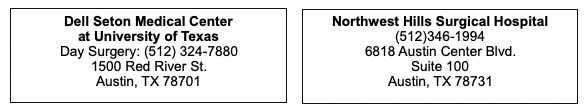 Dell Seton Medical Center
at University of Texas
Day Surgery: (512) 324-7880
1500 Red River St.
Austin, TX 78701
Northwest Hills Surgical Hospital
(512)346-1994
6818 Austin Center Blvd.
Suite 100
Austin, TX 78731